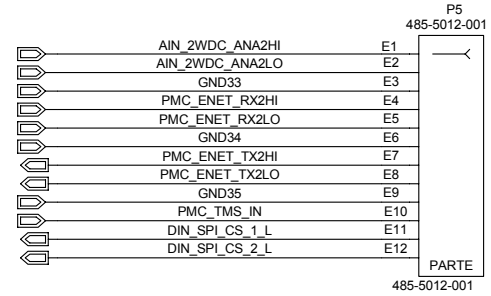 P5
485-5012-001
AIN_2WDC_ANA2HI E1
AIN_2WDC_ANA2LO E2
GND33 E3
PMC_ENET_RX2HI E4
PMC_ENET_RX2LO E5
GND34 E6
PMC_ENET_TX2HI E7
PMC_ENET_TX2LO E8
GND35 E9
PMC_TMS_IN E10
DIN_SPI_CS_1_L E11
DIN_SPI_CS_2_L E12
PARTE
485-5012-001